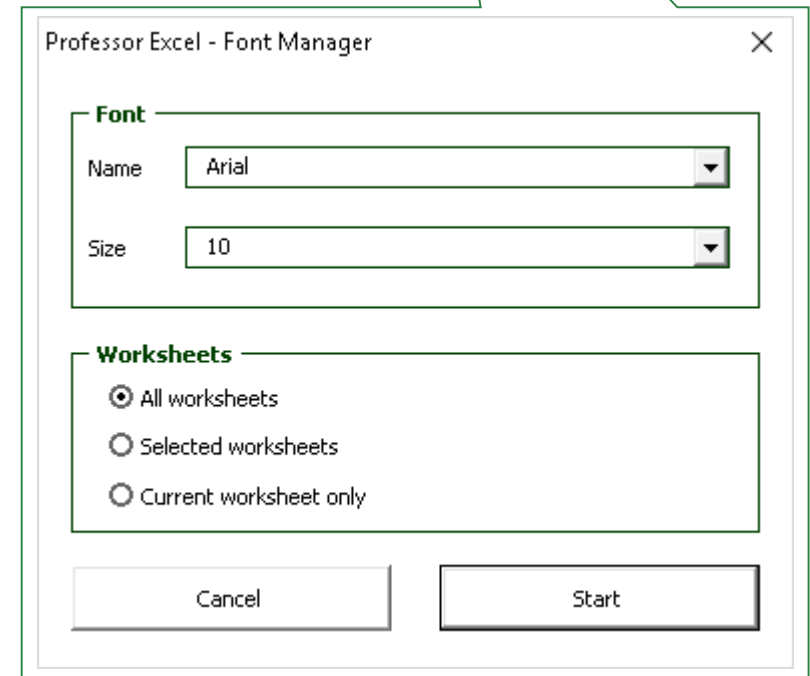 Professor Excel - Font Manager
Font
Name Arial
Size 10
Worksheets
All worksheets
Selected worksheets
Current worksheet only
Cancel Start